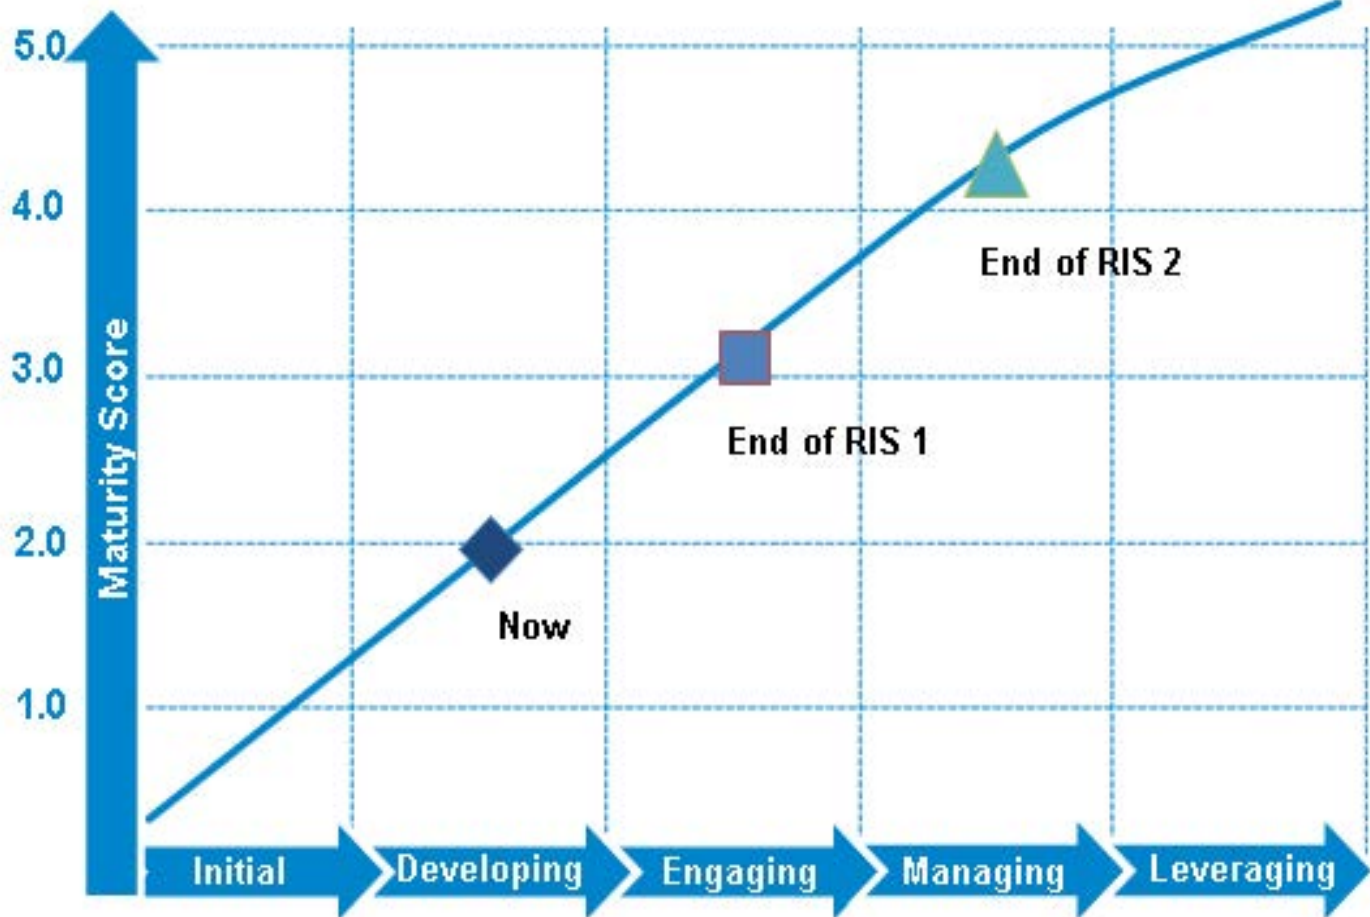 5.0
4.0
3.0
2.0
1.0
Maturity Score
End of RIS 2
End of RIS 1
Now
Initial
Developing
Engaging
Managing
Leveraging